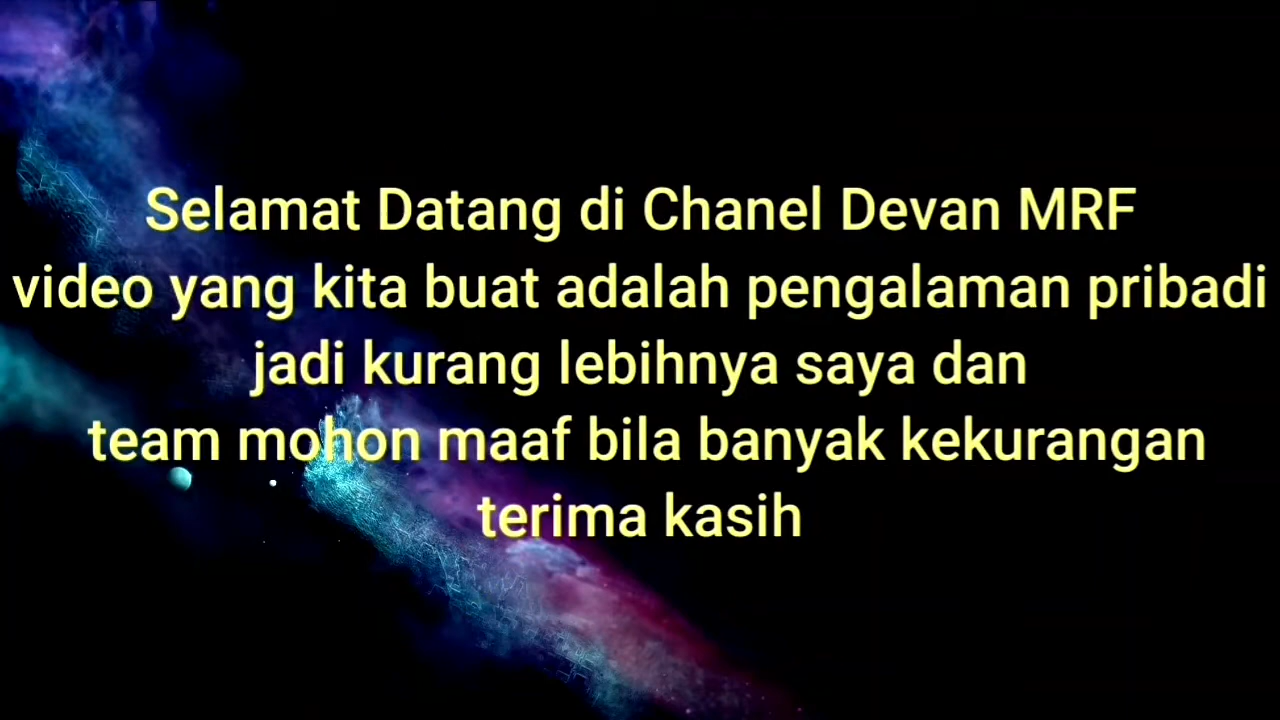 Selamat Datang di Chanel Devan MRF
video yang kita buat adalah pengalaman pribadi
jadi kurang lebihnya saya dan
team mohon maaf bila banyak kekurangan
terima kasih